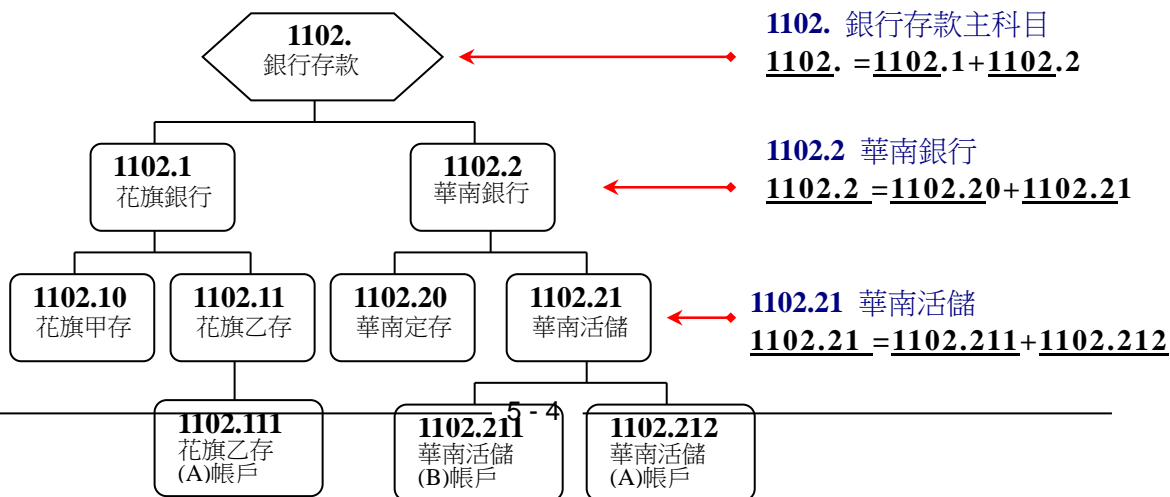 1102.
銀行存款
1102. 銀行存款主科目
1102. =1102.1+1102.2
1102.1
花旗銀行
1102.2
華南銀行
1102.2 華南銀行
1102.2 =1102.20+1102.21
1102.10
花旗甲存
1102.11
花旗乙存
1102.20
華南定存
1102.21
華南活儲
1102.21 華南活儲
1102.21 =1102.211+1102.212
5 - 4
1102.111
花旗乙存
(A)帳戶
1102.211
華南活儲
(B)帳戶
1102.212
華南活儲
(A)帳戶